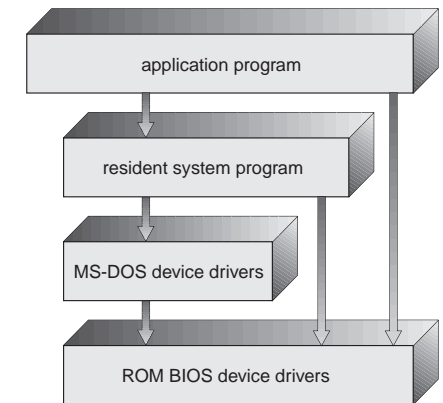 application program
resident system program
MS-DOS device drivers
ROM BIOS device drivers